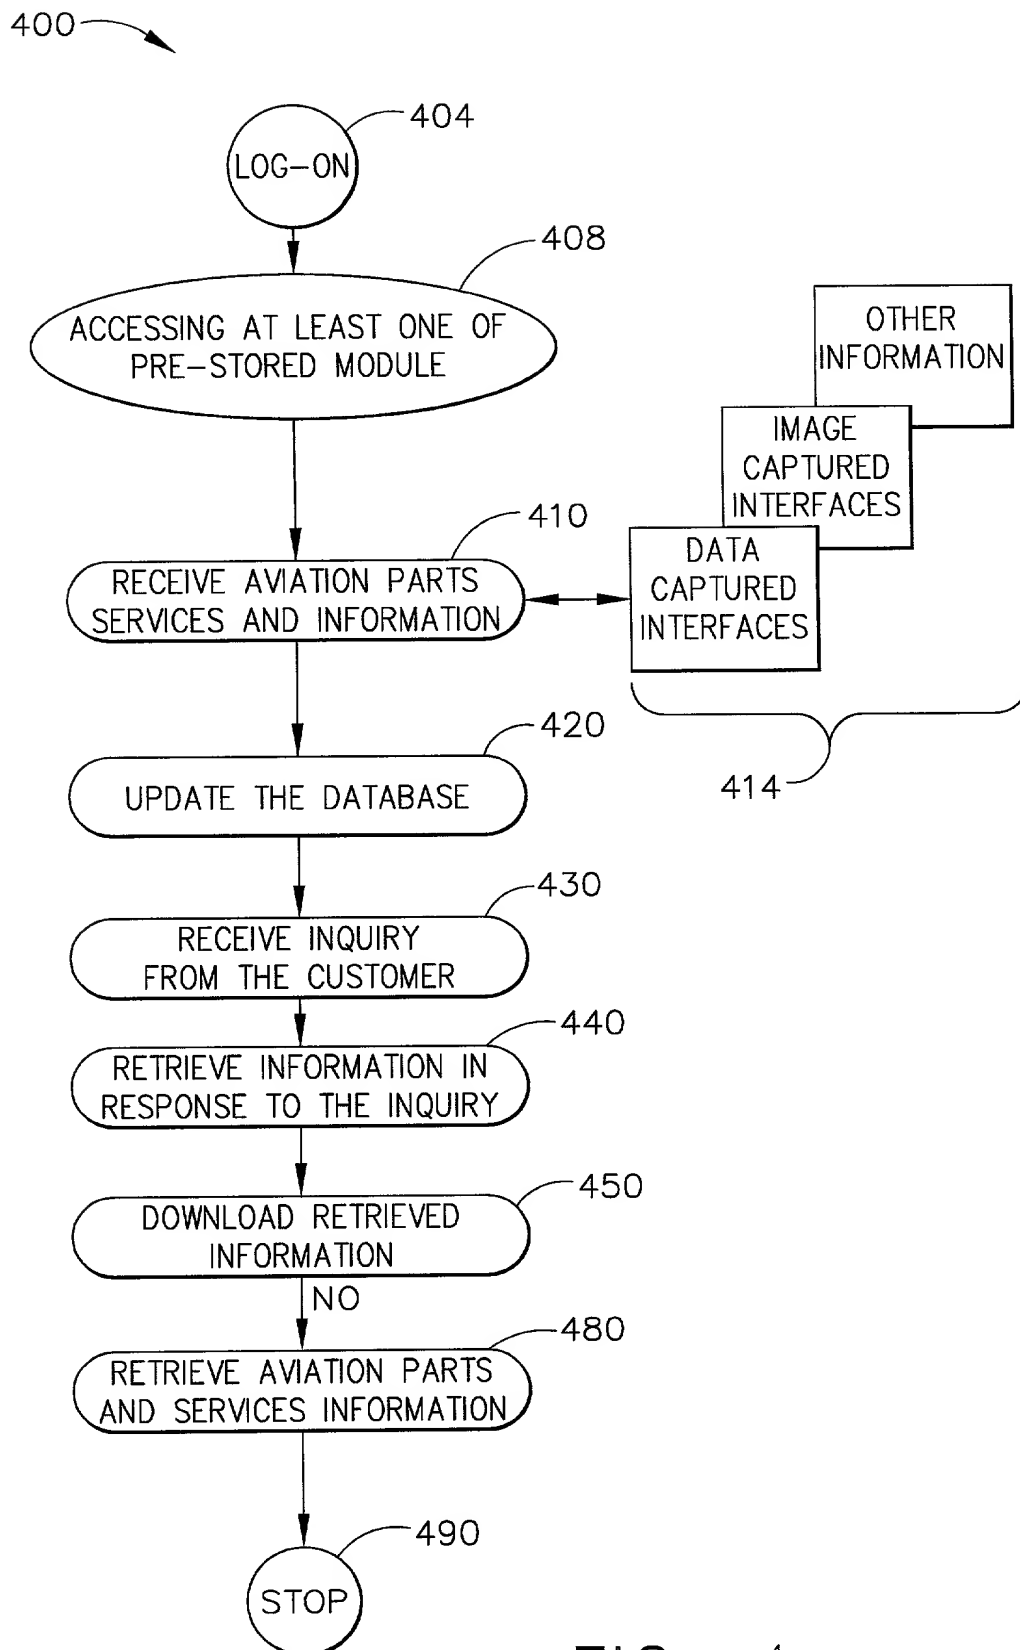 400
404
LOG-ON
408
ACCESSING AT LEAST ONE OF
PRE-STORED MODULE
OTHER
INFORMATION
IMAGE
CAPTURED
INTERFACES
410
DATA
CAPTURED
INTERFACES
RECEIVE AVIATION PARTS
SERVICES AND INFORMATION
414
420
UPDATE THE DATABASE
430
RECEIVE INQUIRY
FROM THE CUSTOMER
440
RETRIEVE INFORMATION IN
RESPONSE TO THE INQUIRY
450
DOWNLOAD RETRIEVED
INFORMATION
NO
480
RETRIEVE AVIATION PARTS
AND SERVICES INFORMATION
490
STOP